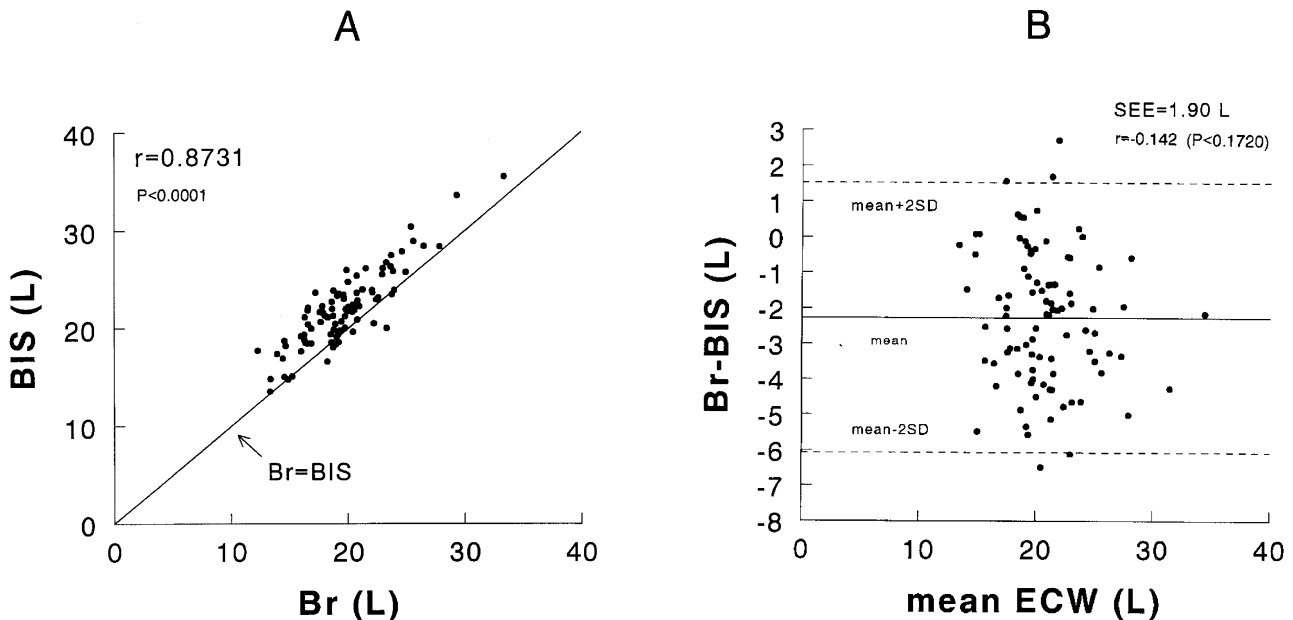 A
B
40
30
20
10
0
0
10
20
30
40
BIS (L)
Br (L)
r=0.8731
P<0.0001
Br=BIS
SEE=1.90 L
r=-0.142 (P<0.1720)
3
2
1
0
-1
-2
-3
-4
-5
-6
-7
-8
0
10
20
30
40
Br-BIS (L)
mean ECW (L)
mean+2SD
mean
mean-2SD